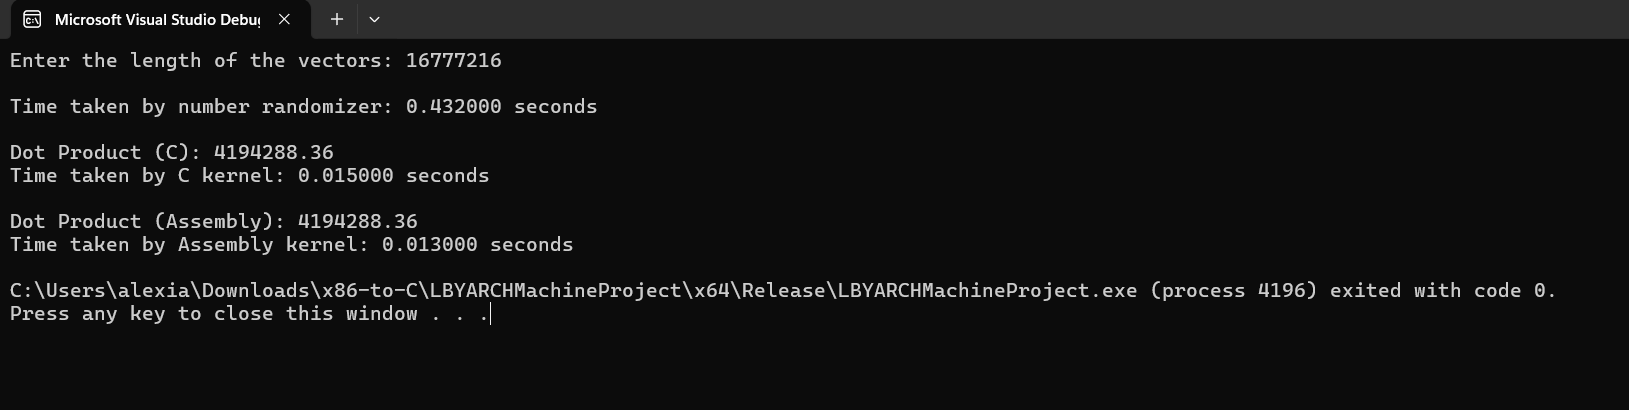 Microsoft Visual Studio Debug
Enter the length of the vectors: 16777216
Time taken by number randomizer: 0.432000 seconds
Dot Product (C): 4194288.36
Time taken by C kernel: 0.015000 seconds
Dot Product (Assembly): 4194288.36
Time taken by Assembly kernel: 0.013000 seconds
C:\Users\alexia\Downloads\x86-to-C\LBYARCHMachineProject\x64\Release\LBYARCHMachineProject.exe (process 4196) exited with code 0.
Press any key to close this window . . .